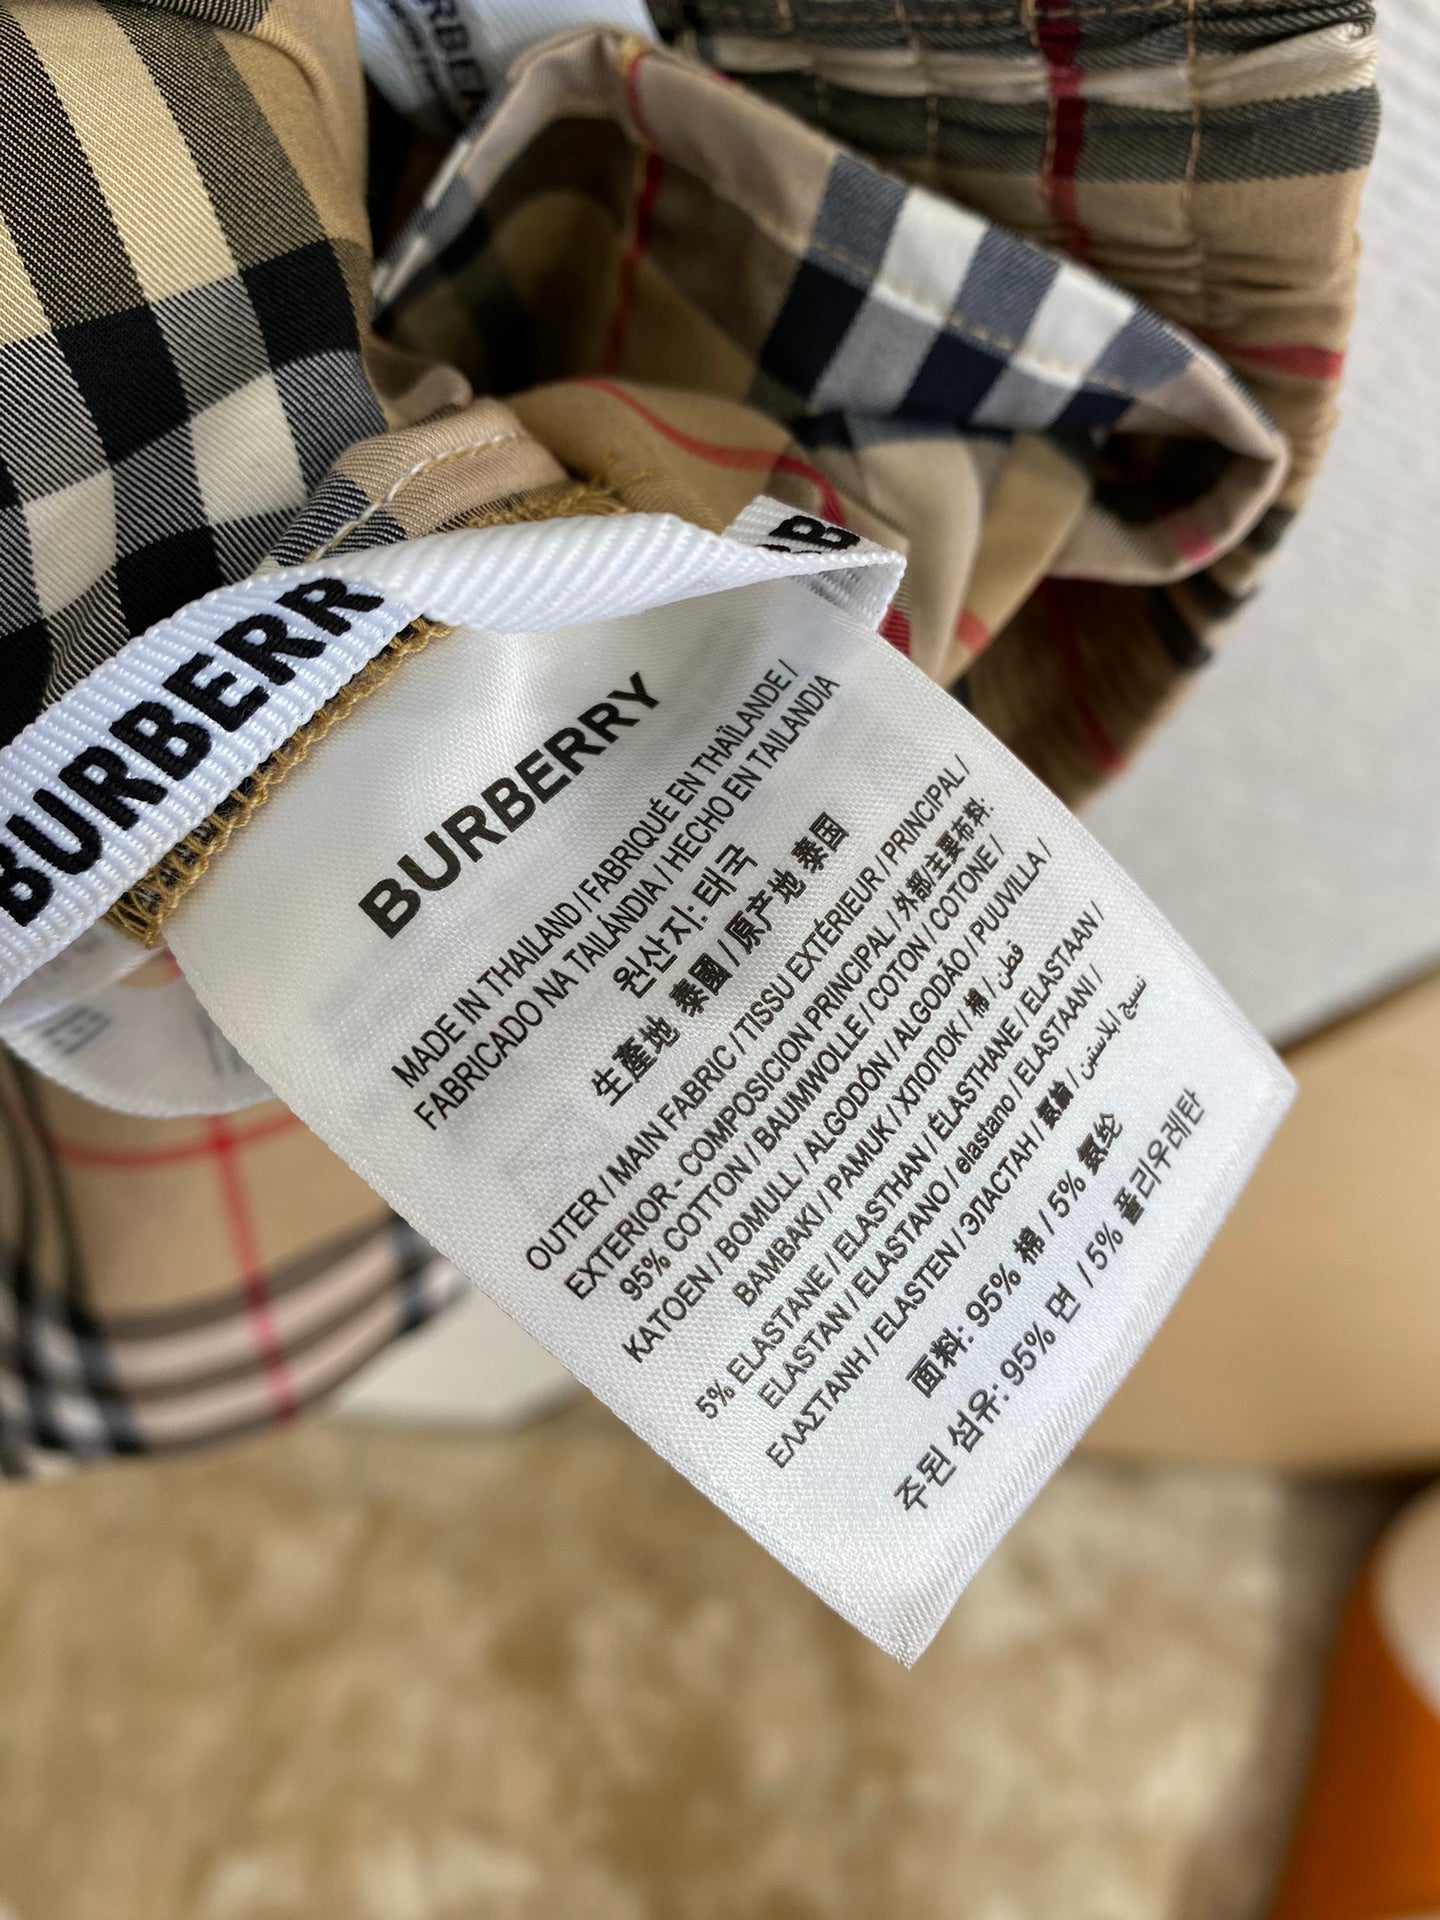 BURBERR
BURBERRY
MADE IN THAILAND / FABRIQUÉ EN THAÏLANDE /
FABRICADO NA TAILÁNDIA / HECHO EN TAILANDIA
원산지: 태국
生產地 泰國 / 原产地 泰国
OUTER / MAIN FABRIC / TISSU EXTÉRIEUR / PRINCIPAL /
EXTERIOR - COMPOSICION PRINCIPAL / 外部/主要布料:
95% COTTON / BAUMWOLLE / COTON / COTONE /
KATOEN / BOMULL / ALGODÓN / ALGODÃO / PUUVILLA /
BAMBAKI / PAMUK / ХЛОПОК / 棉 / قطن
5% ELASTANE / ELASTHAN / ÉLASTHANE / ELASTAAN /
ELASTAN / ELASTANO / elastano / ELASTAANI /
ΕΛΑΣΤΑΝΗ / ELASTEN / ЭЛАСТАН / 氨綸 / نسيج الاستين
面料: 95% 棉 / 5% 氨纶
주된 섬유: 95% 면 / 5% 폴리우레탄